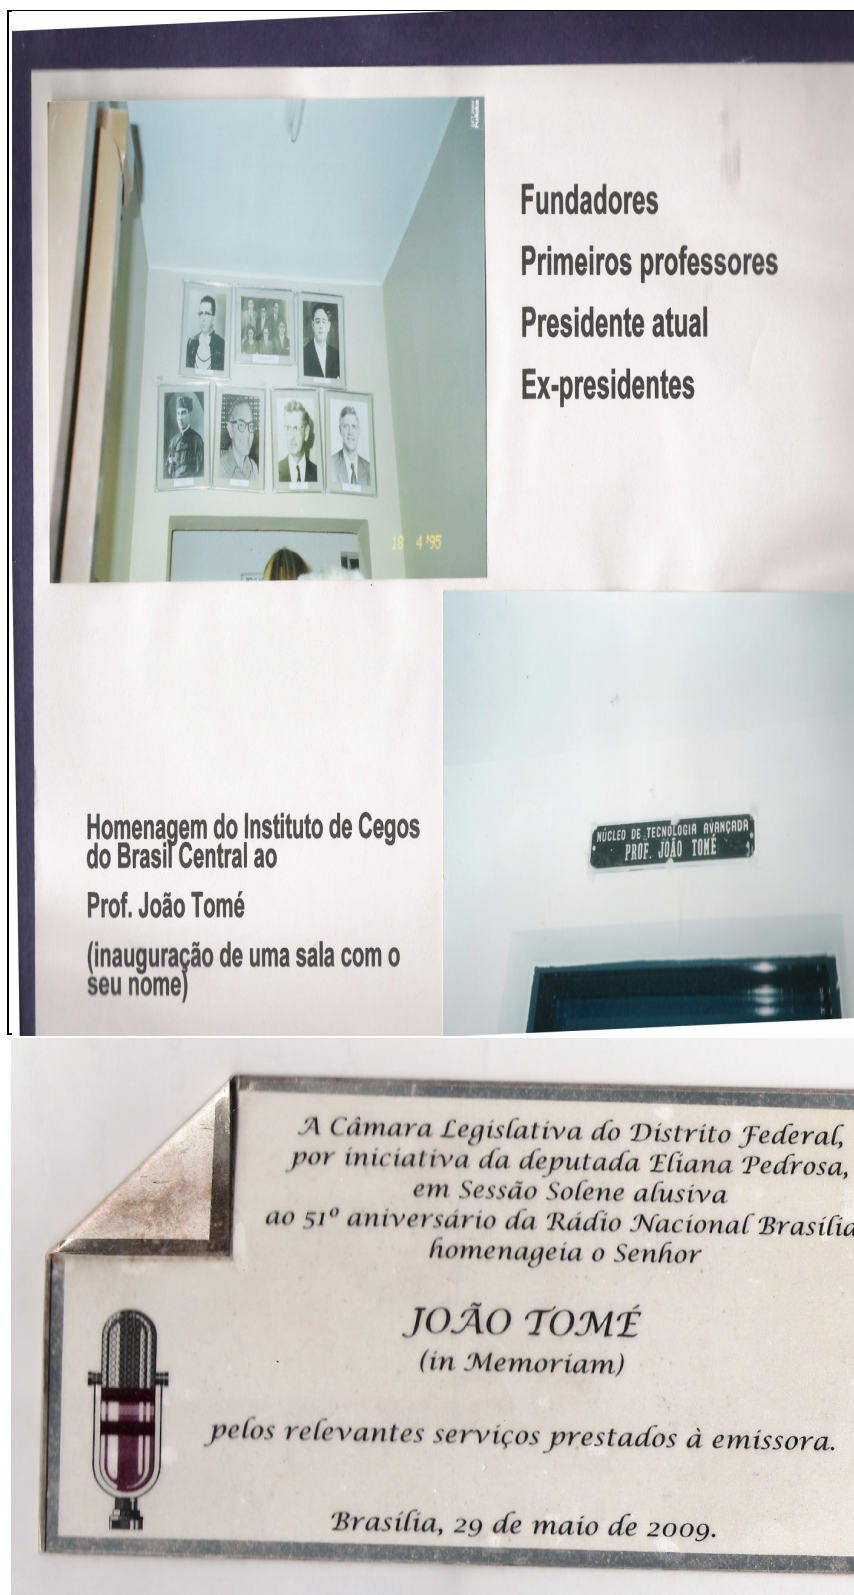 Fundadores
Primeiros professores
Presidente atual
Ex-presidentes
18 4 '95
Homenagem do Instituto de Cegos
do Brasil Central ao
Prof. João Tomé
(inauguração de uma sala com o
seu nome)
NÚCLEO DE TECNOLOGIA AVANÇADA
PROF. JOÃO TOMÉ
A Câmara Legislativa do Distrito Federal,
por iniciativa da deputada Eliana Pedrosa,
em Sessão Solene alusiva
ao 51º aniversário da Rádio Nacional Brasília
homenageia o Senhor
JOÃO TOMÉ
(in Memoriam)
pelos relevantes serviços prestados à emissora.
Brasília, 29 de maio de 2009.